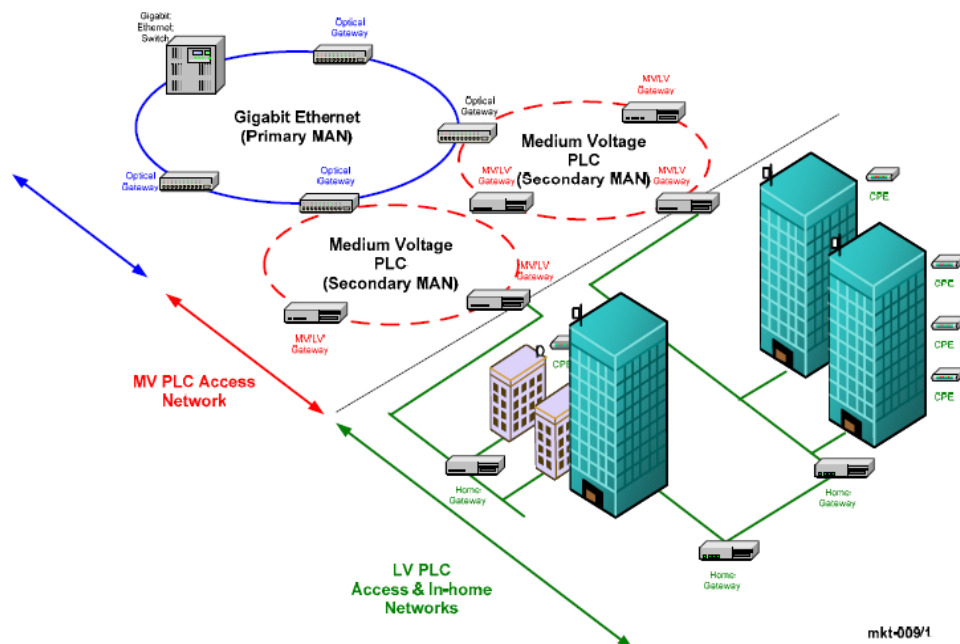 Gigabit
Ethernet
Switch
Optical
Gateway
Gigabit Ethernet
(Primary MAN)
Optical
Gateway
MV/LV
Gateway
Medium Voltage
PLC
(Secondary MAN)
MV/LV
Gateway
MV/LV
Gateway
Optical
Gateway
Optical
Gateway
CPE
Medium Voltage
PLC
(Secondary MAN)
MV/LV
Gateway
MV/LV
Gateway
CPE
CPE
CPE
CPE
MV PLC Access
Network
Home
Gateway
Home
Gateway
Home
Gateway
LV PLC
Access & In-home
Networks
mkt-009/1